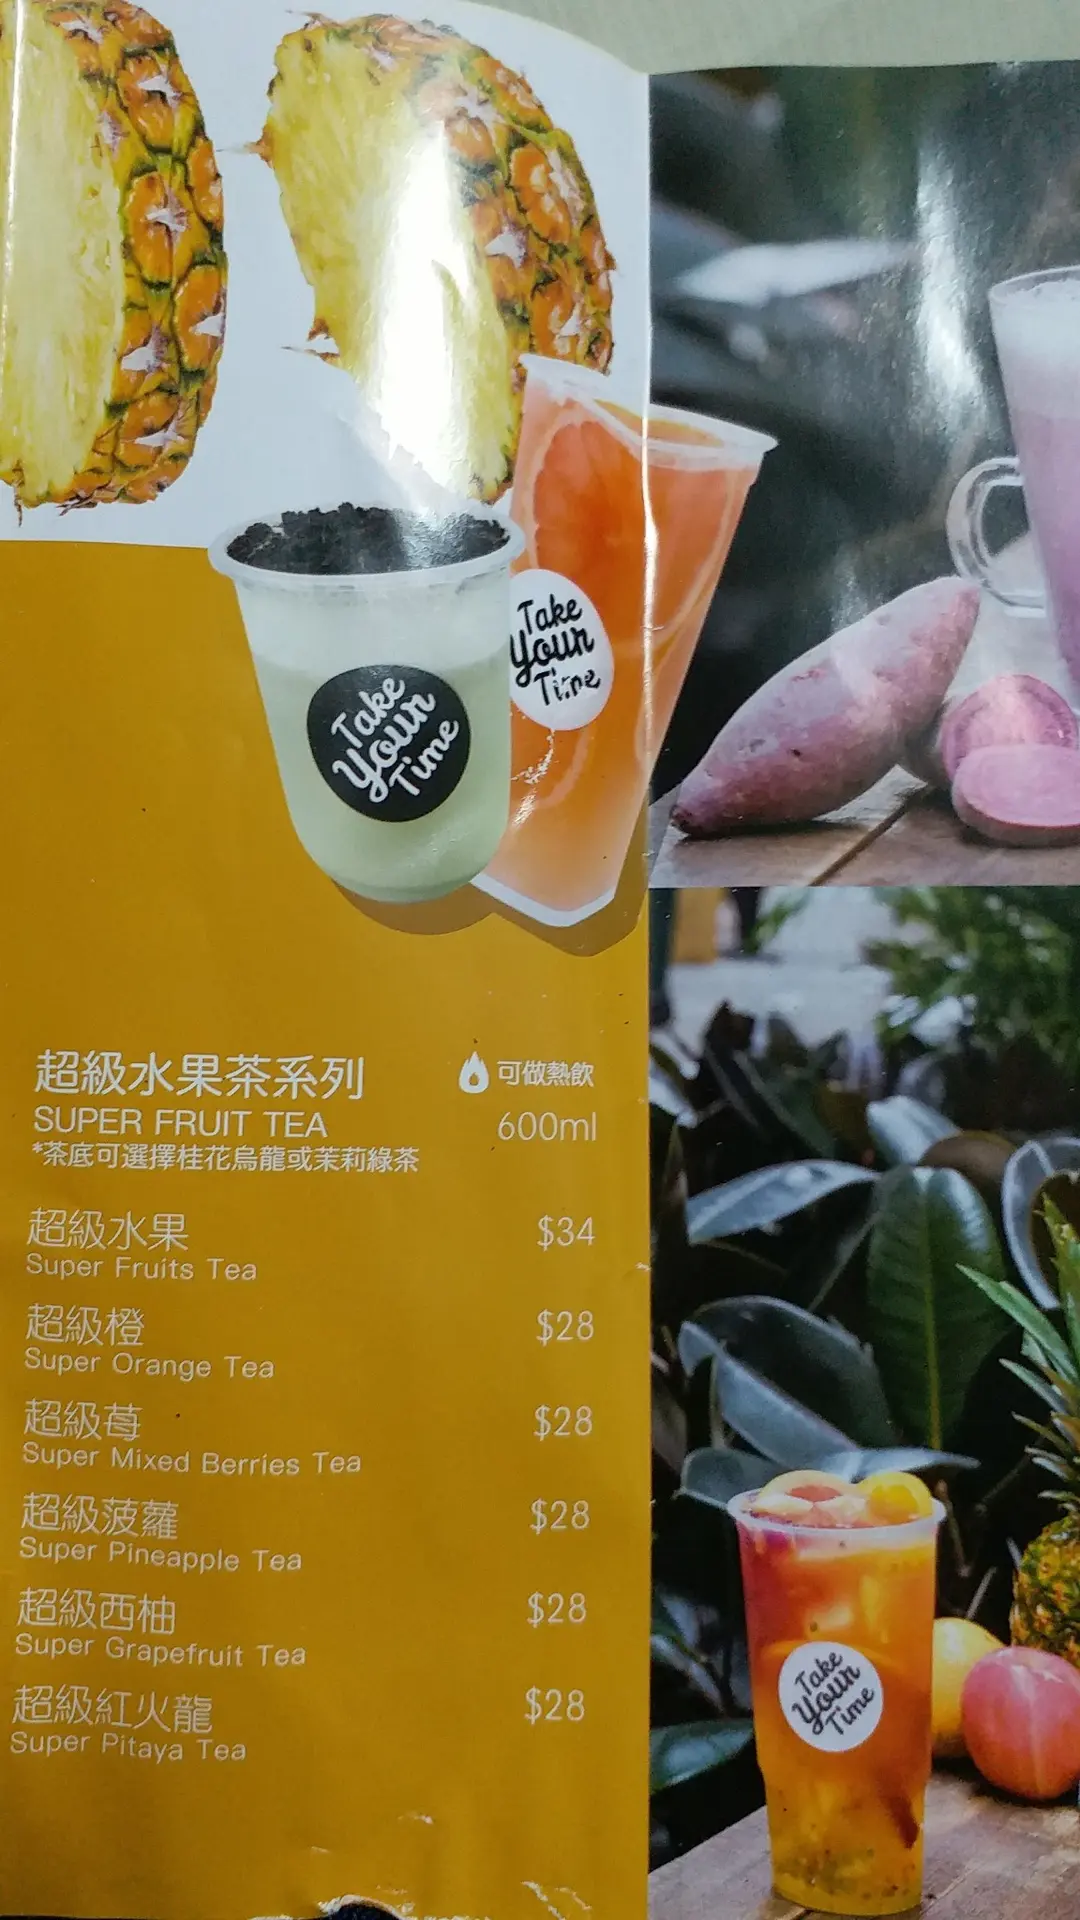 Take
Your
Time
Take
Your
Time
超級水果茶系列
可做熱飲
SUPER FRUIT TEA
600ml
*茶底可選擇桂花烏龍或茉莉綠茶
超級水果 $34
Super Fruits Tea
超級橙 $28
Super Orange Tea
超級莓 $28
Super Mixed Berries Tea
超級菠蘿 $28
Super Pineapple Tea
超級西柚 $28
Super Grapefruit Tea
超級紅火龍 $28
Super Pitaya Tea
Take
Your
Time